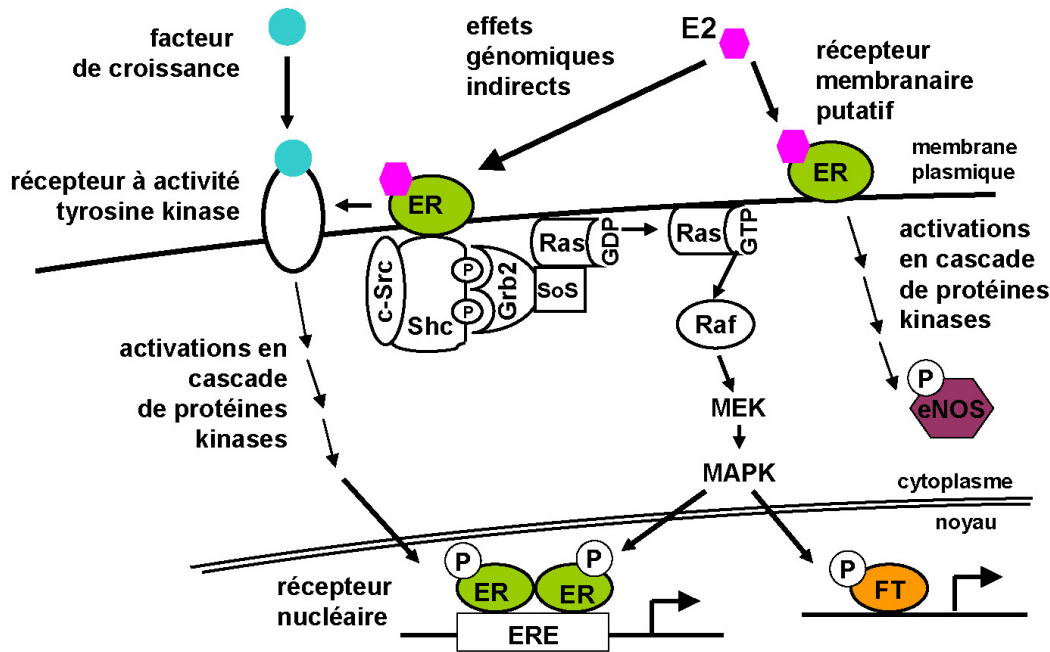 facteur
de croissance
effets
génomiques
indirects
E2
récepteur
membranaire
putatif
récepteur à activité
tyrosine kinase
ER
ER
membrane
plasmique
c-Src
Shc
P
P
Grb2
SoS
Ras
GDP
Ras
GTP
Raf
MEK
MAPK
activations
en cascade
de protéines
kinases
P
eNOS
activations en
cascade
de protéines
kinases
cytoplasme
noyau
récepteur
nucléaire
P
ER
P
ER
ERE
P
FT